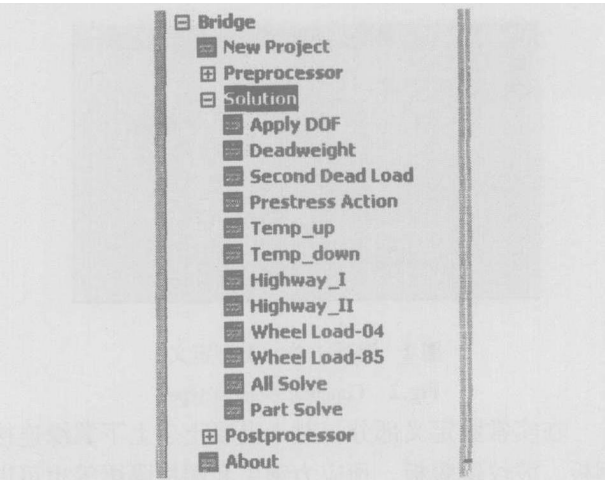 Bridge
New Project
Preprocessor
Solution
Apply DOF
Deadweight
Second Dead Load
Prestress Action
Temp_up
Temp_down
Highway_I
Highway_II
Wheel Load-04
Wheel Load-85
All Solve
Part Solve
Postprocessor
About